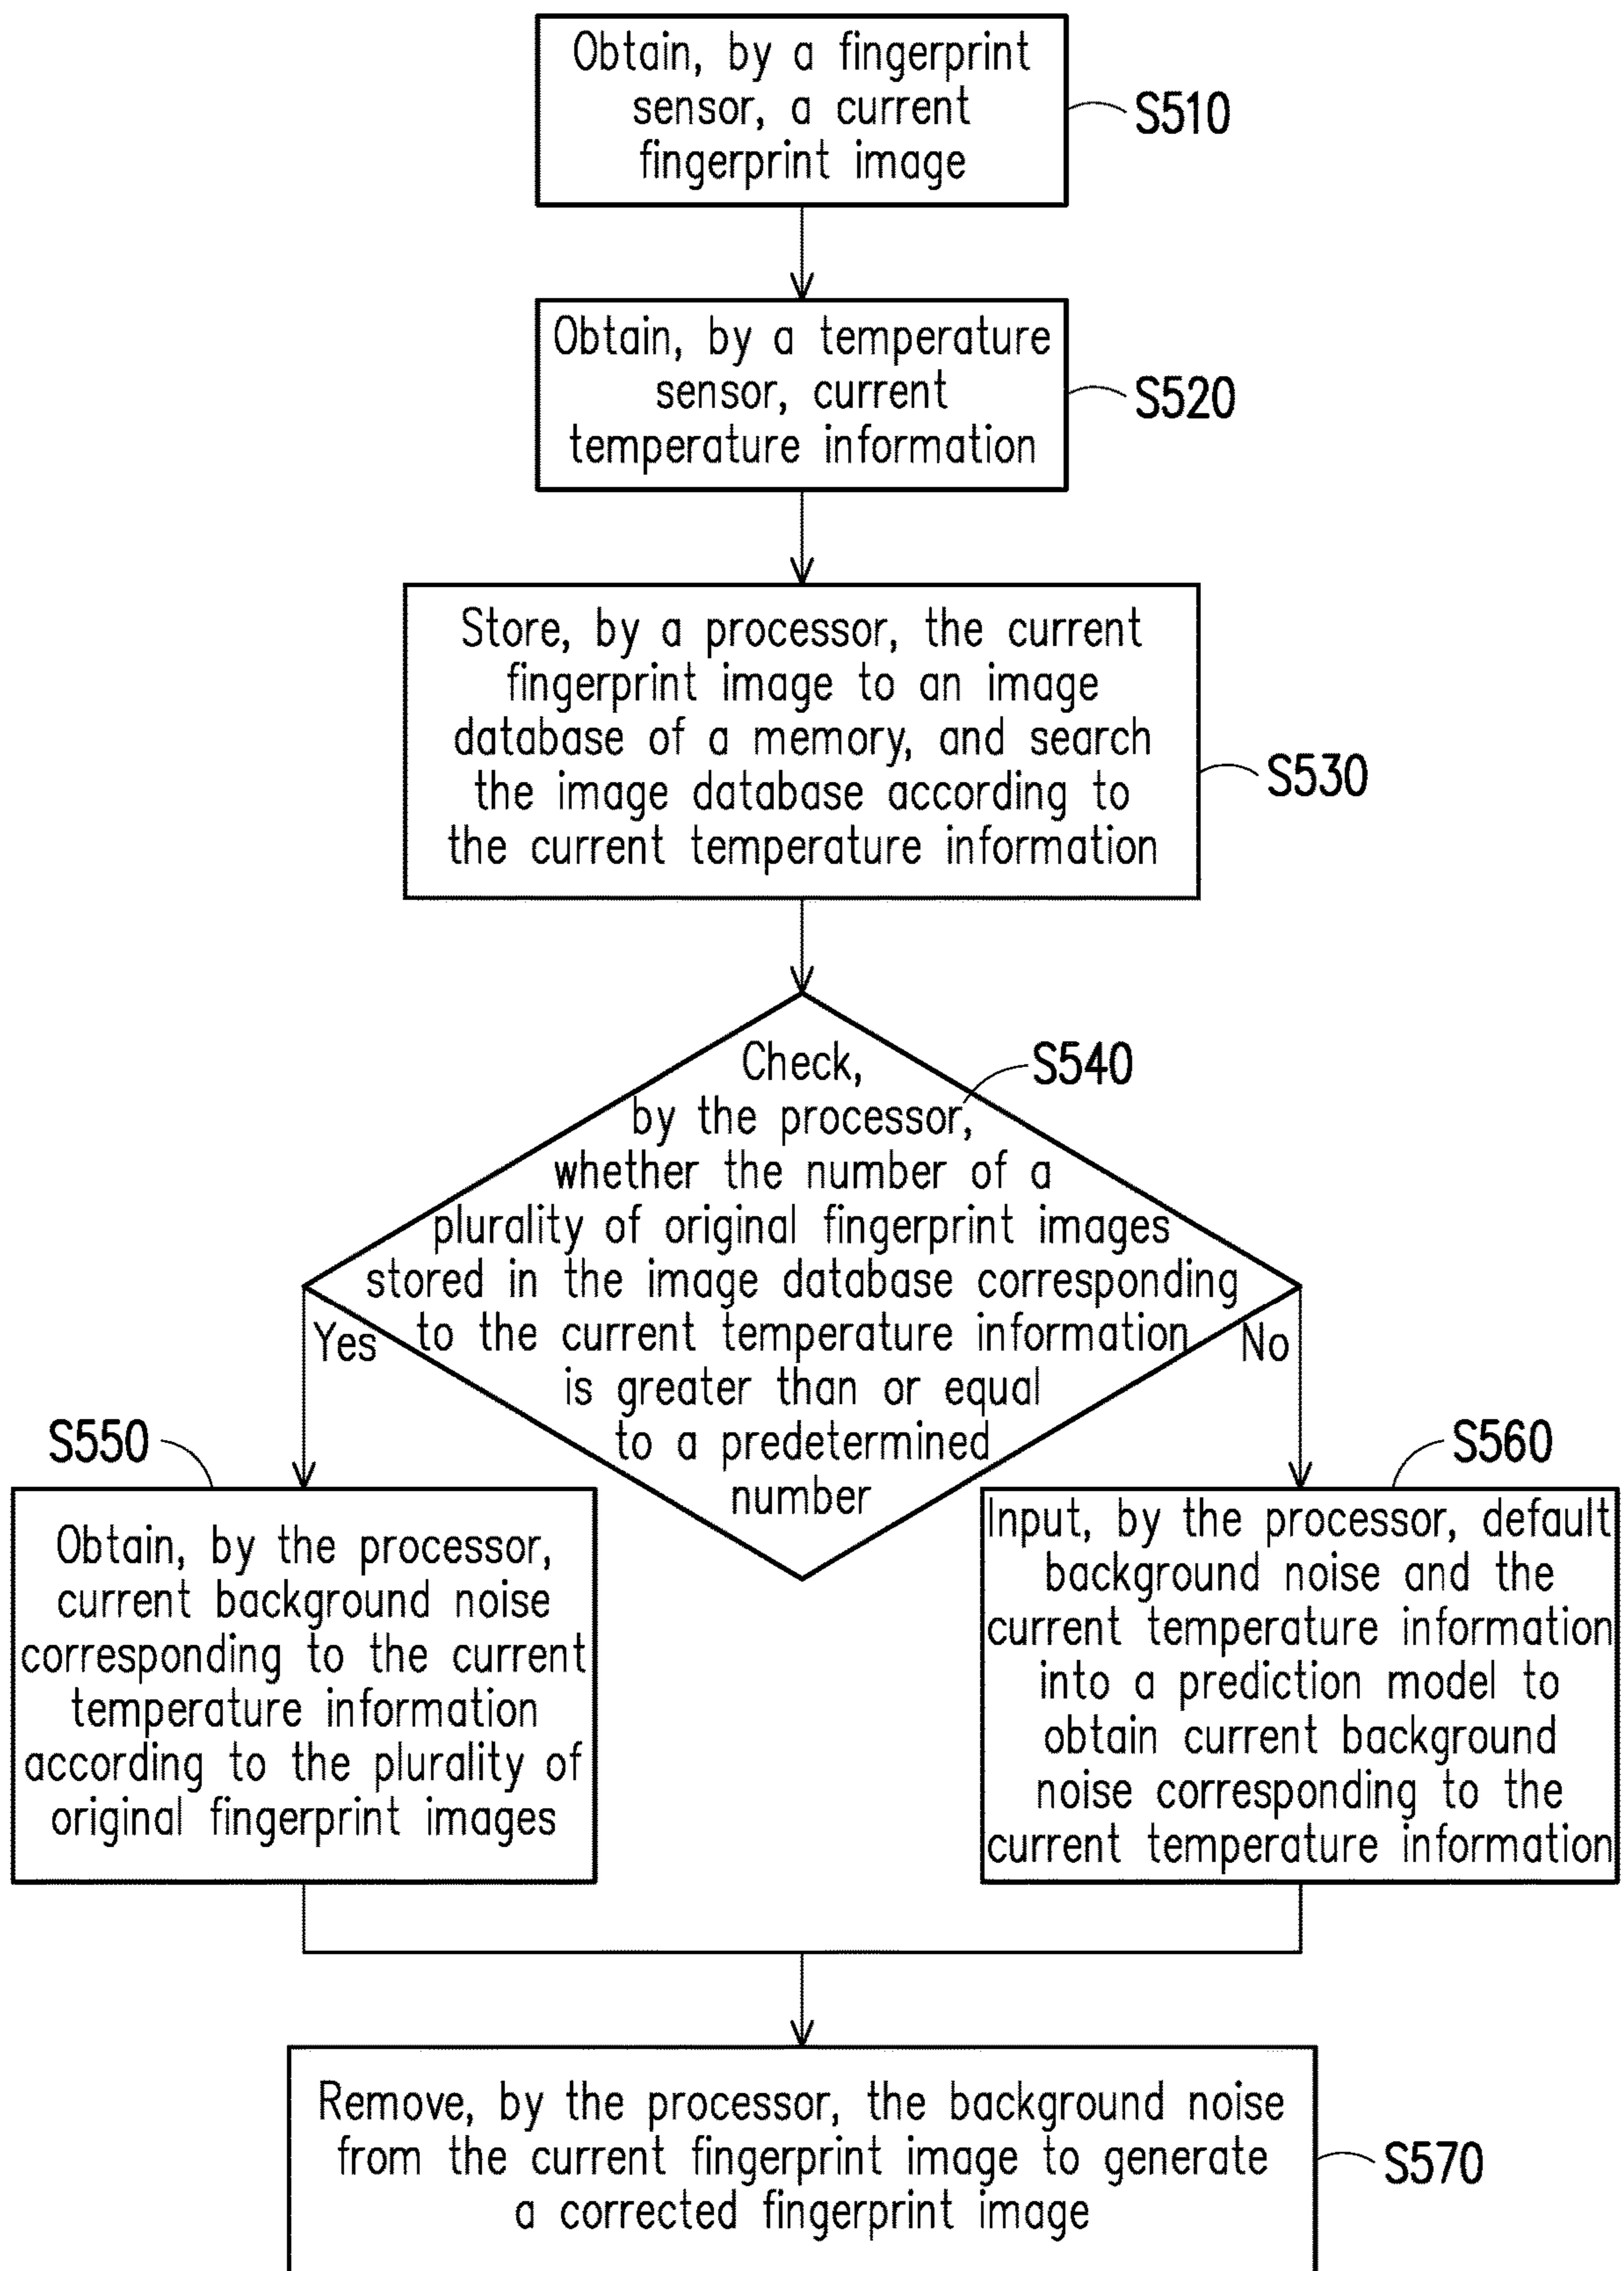 Obtain, by a fingerprint
sensor, a current
fingerprint image
S510
Obtain, by a temperature
sensor, current
temperature information
S520
Store, by a processor, the current
fingerprint image to an image
database of a memory, and search
the image database according to
the current temperature information
S530
Check,
by the processor,
whether the number of a
plurality of original fingerprint images
stored in the image database corresponding
to the current temperature information
is greater than or equal
to a predetermined
number
S540
Yes
No
S550
Obtain, by the processor,
current background noise
corresponding to the current
temperature information
according to the plurality of
original fingerprint images
S560
Input, by the processor, default
background noise and the
current temperature information
into a prediction model to
obtain current background
noise corresponding to the
current temperature information
Remove, by the processor, the background noise
from the current fingerprint image to generate
a corrected fingerprint image
S570